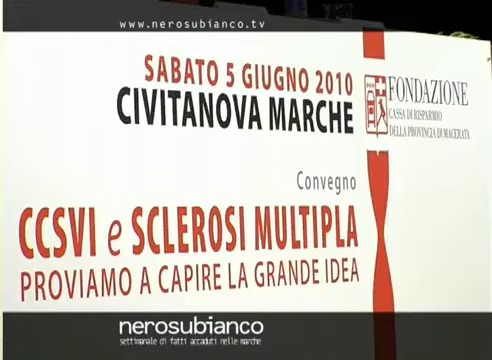 www.nerosubianco.tv
SABATO 5 GIUGNO 2010
CIVITANOVA MARCHE
FONDAZIONE
CASSA DI RISPARMIO
DELLA PROVINCIA DI MACERATA
Convegno
CCSVI e SCLEROSI MULTIPLA
PROVIAMO A CAPIRE LA GRANDE IDEA
nerosubianco
settimanale di fatti accaduti nelle marche